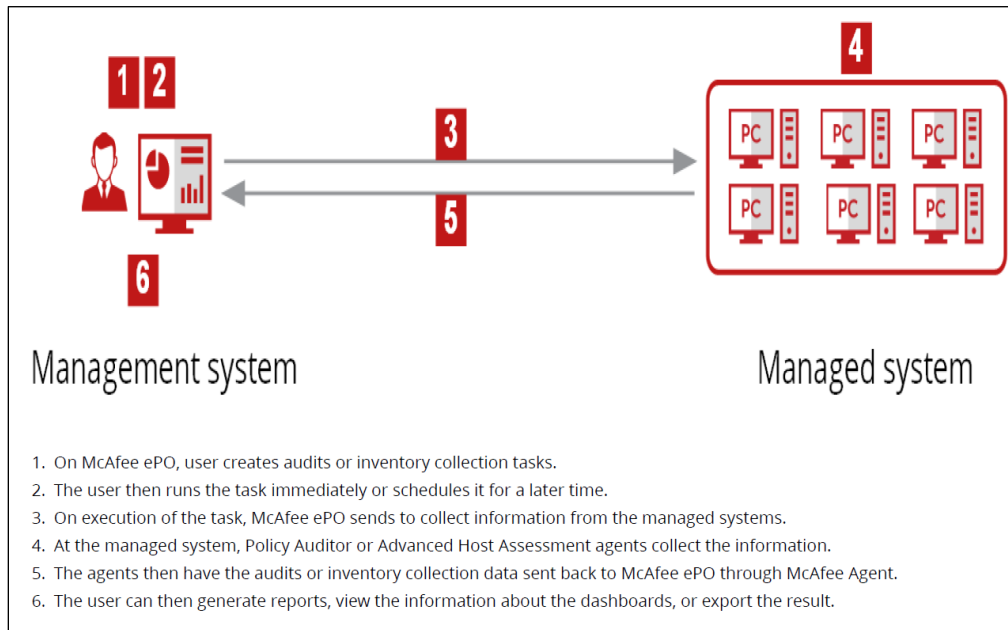 4
1 2
3
PC PC PC
PC PC PC
5
6
Management system Managed system
1. On McAfee ePO, user creates audits or inventory collection tasks.
2. The user then runs the task immediately or schedules it for a later time.
3. On execution of the task, McAfee ePO sends to collect information from the managed systems.
4. At the managed system, Policy Auditor or Advanced Host Assessment agents collect the information.
5. The agents then have the audits or inventory collection data sent back to McAfee ePO through McAfee Agent.
6. The user can then generate reports, view the information about the dashboards, or export the result.